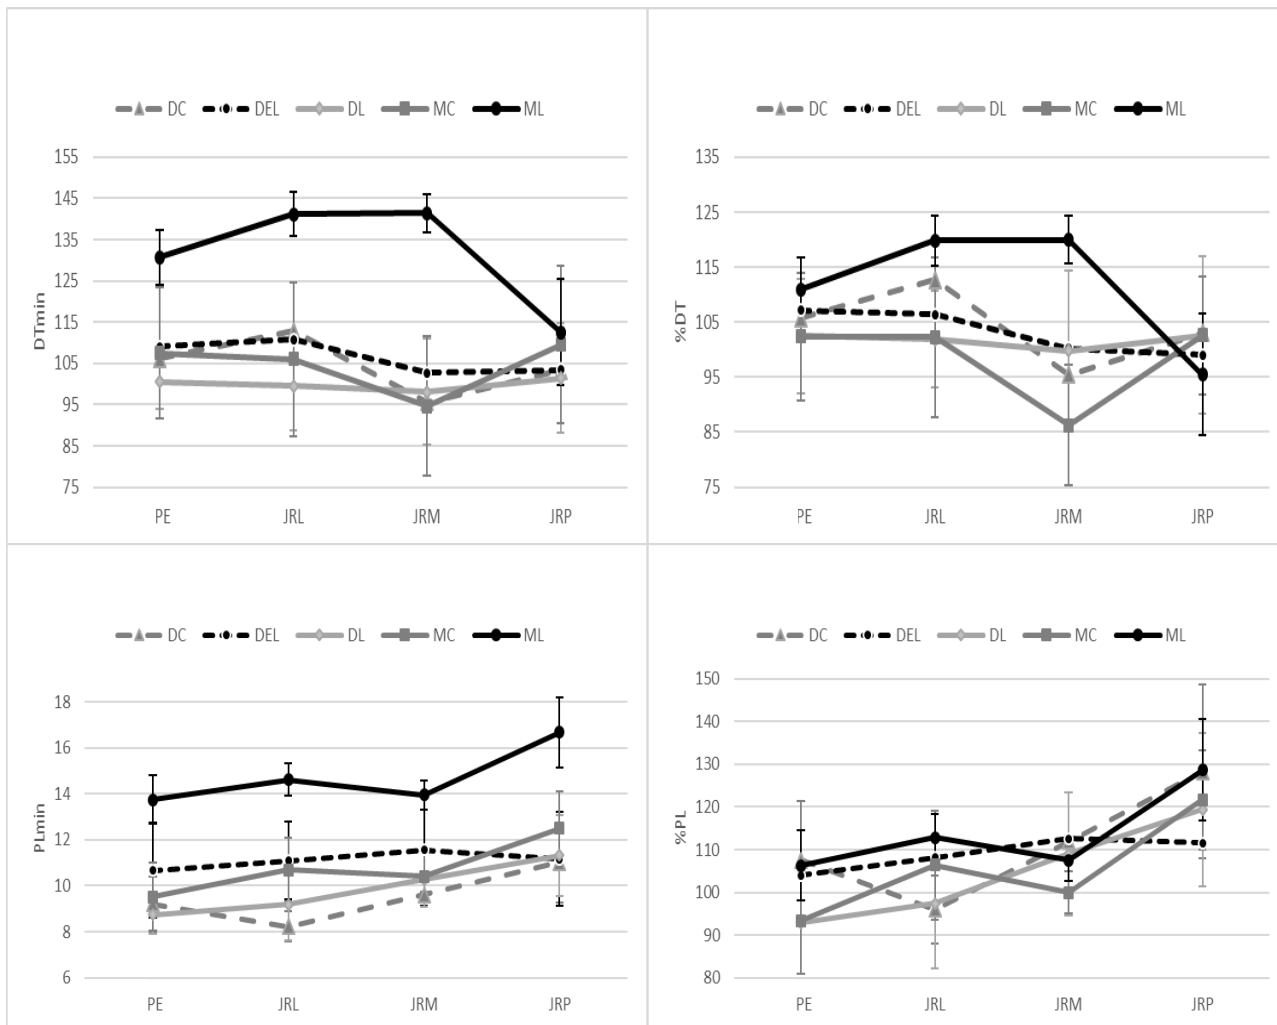 DC DEL DL MC ML
DTmin
155
145
135
125
115
105
95
85
75
PE JRL JRM JRP
DC DEL DL MC ML
%DT
135
125
115
105
95
85
75
PE JRL JRM JRP
DC DEL DL MC ML
PLmin
18
16
14
12
10
8
6
PE JRL JRM JRP
DC DEL DL MC ML
%PL
150
140
130
120
110
100
90
80
PE JRL JRM JRP